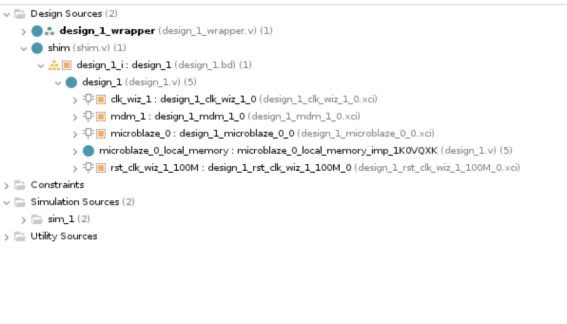 Design Sources (2)
design_1_wrapper (design_1_wrapper.v) (1)
shim (shim.v) (1)
design_1_i : design_1 (design_1.bd) (1)
design_1 (design_1.v) (5)
clk_wiz_1 : design_1_clk_wiz_1_0 (design_1_clk_wiz_1_0.xci)
mdm_1 : design_1_mdm_1_0 (design_1_mdm_1_0.xci)
microblaze_0 : design_1_microblaze_0_0 (design_1_microblaze_0_0.xci)
microblaze_0_local_memory : microblaze_0_local_memory_imp_1K0VQXK (design_1.v) (5)
rst_clk_wiz_1_100M : design_1_rst_clk_wiz_1_100M_0 (design_1_rst_clk_wiz_1_100M_0.xci)
Constraints
Simulation Sources (2)
sim_1 (2)
Utility Sources